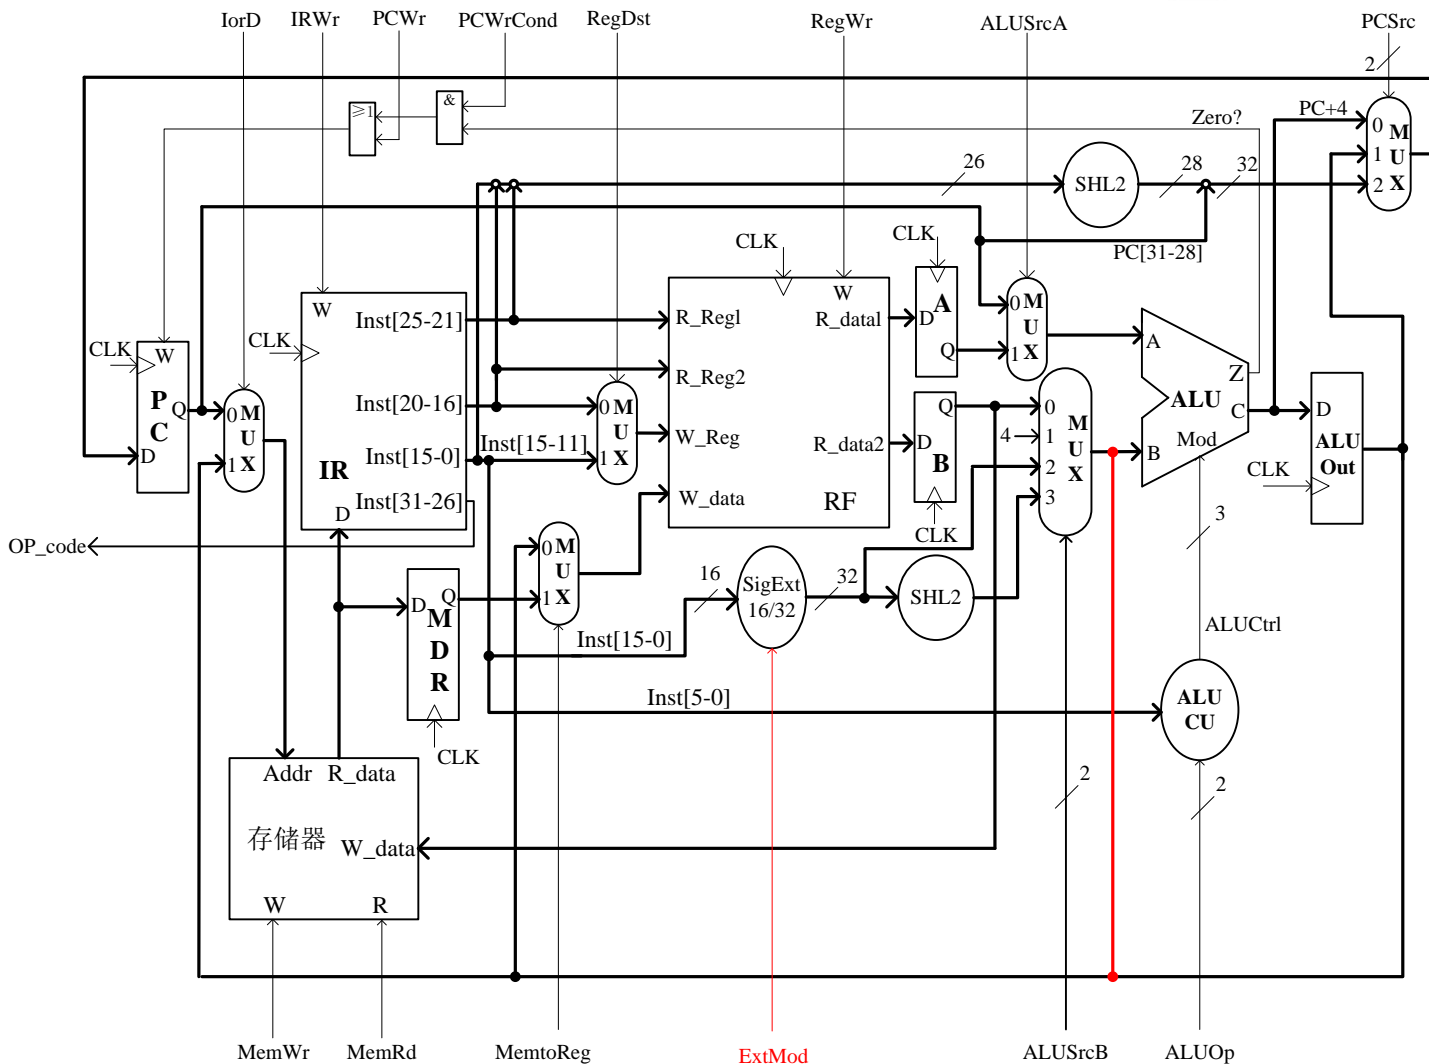 IorD
IRWr
PCWr
PCWrCond
RegDst
RegWr
ALUSrcA
PCSrc
2
≥1
&
Zero?
PC+4
0
1
2
M
U
X
26
SHL2
28
32
PC[31-28]
CLK
CLK
W
Inst[25-21]
Inst[20-16]
Inst[15-0]
Inst[31-26]
IR
D
CLK
CLK
W
P
C
Q
D
0
1
M
U
X
Inst[15-11]
0
1
M
U
X
W
R_Reg1
R_Reg2
W_Reg
W_data
R_data1
R_data2
RF
A
D
Q
0
1
M
U
X
Q
D
B
CLK
4
0
1
2
3
M
U
X
A
B
Z
C
ALU
Mod
D
ALU
Out
CLK
3
OP_code
D
Q
M
D
R
CLK
0
1
M
U
X
16
SigExt
16/32
32
SHL2
Inst[15-0]
Inst[5-0]
ALUCtrl
ALU
CU
2
2
Addr
R_data
存储器
W_data
W
R
MemWr
MemRd
MemtoReg
ExtMod
ALUSrcB
ALUOp